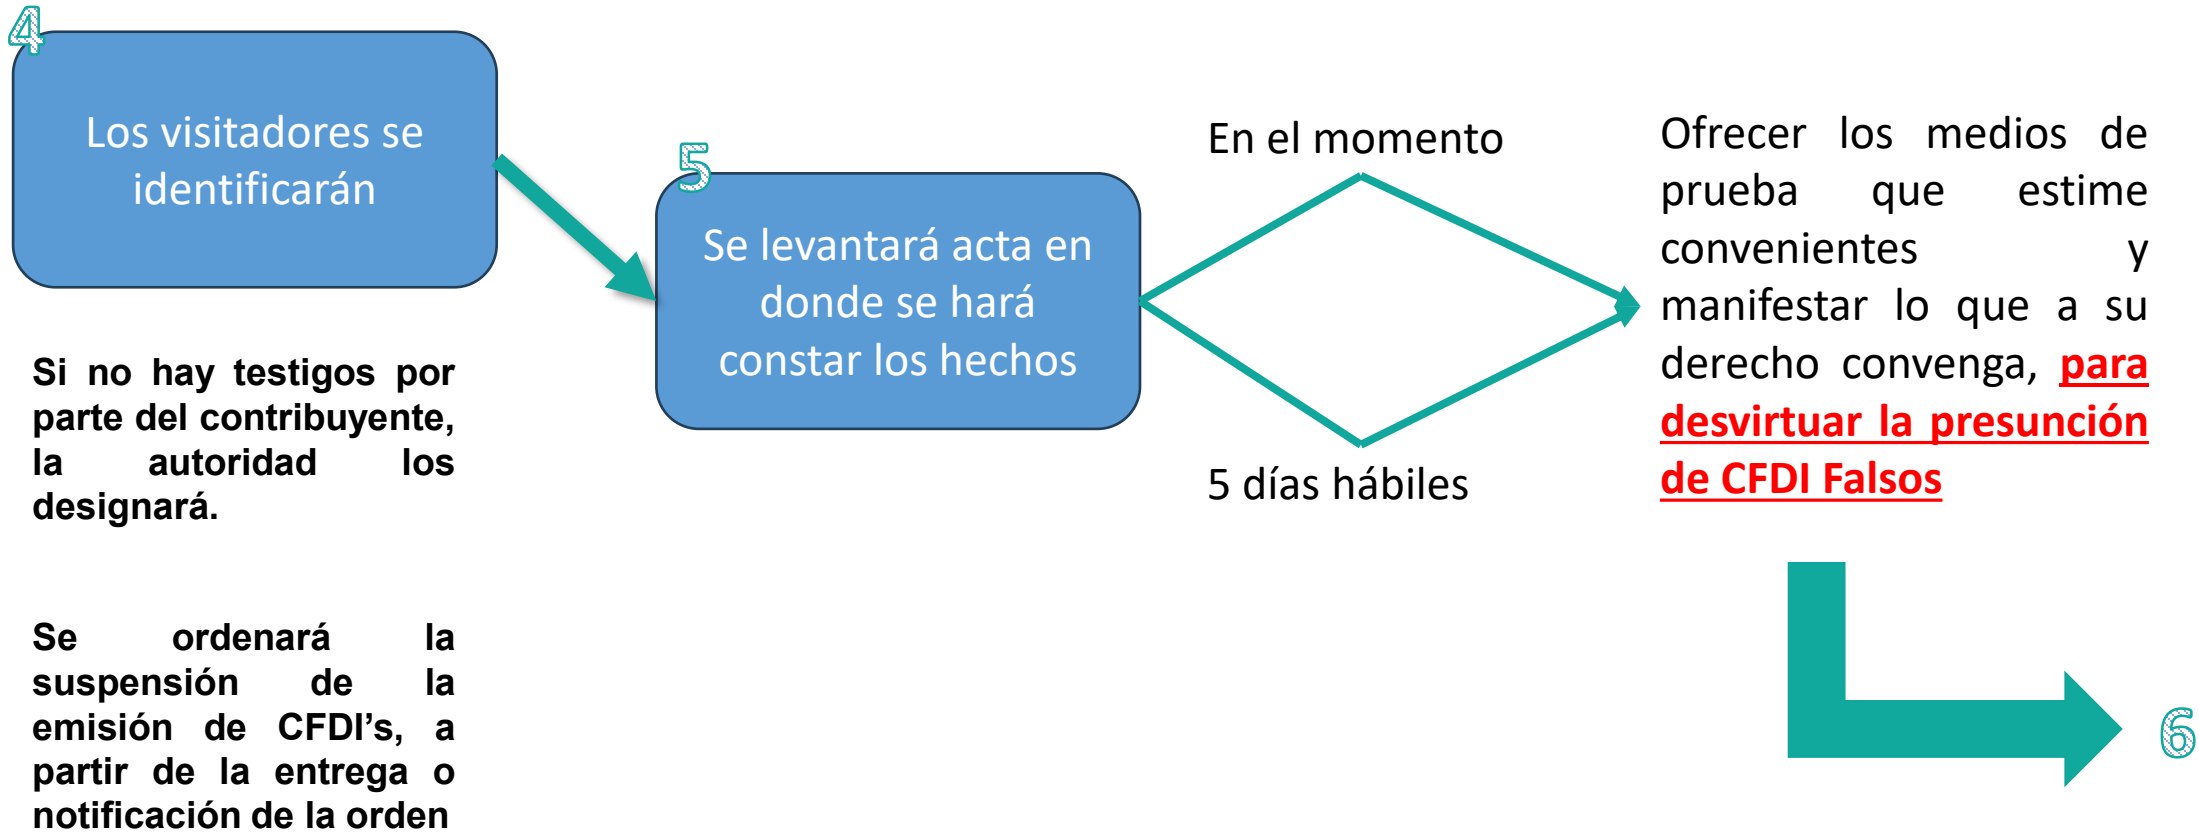 4
Los visitadores se
identificarán
Si no hay testigos por
parte del contribuyente,
la autoridad los
designará.
Se ordenará la
suspensión de la
emisión de CFDI’s, a
partir de la entrega o
notificación de la orden
5
Se levantará acta en
donde se hará
constar los hechos
En el momento
5 días hábiles
Ofrecer los medios de
prueba que estime
convenientes y
manifestar lo que a su
derecho convenga, para
desvirtuar la presunción
de CFDI Falsos
6